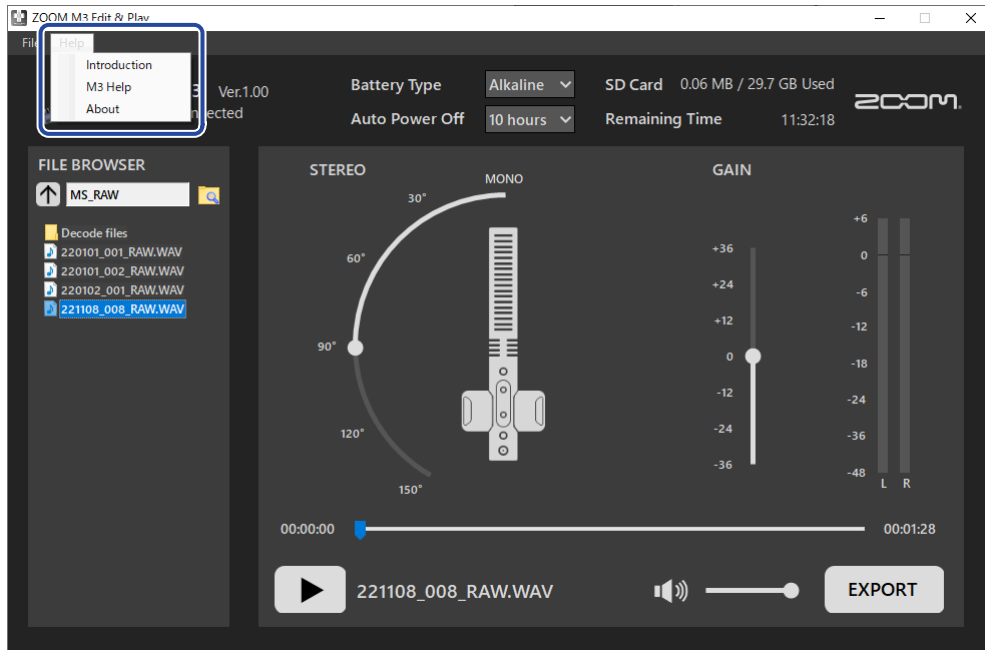 ZOOM M3 Edit & Play
File Help
Introduction
M3 Help
About
3 Ver.1.00
nected
Battery Type Alkaline
Auto Power Off 10 hours
SD Card 0.06 MB / 29.7 GB Used
Remaining Time 11:32:18
ZOOM
FILE BROWSER
MS_RAW
Decode files
220101_001_RAW.WAV
220101_002_RAW.WAV
220102_001_RAW.WAV
221108_008_RAW.WAV
STEREO
MONO
30°
60°
90°
120°
150°
GAIN
+36
+24
+12
0
-12
-24
-36
+6
0
-6
-12
-18
-24
-36
-48
L R
00:00:00 00:01:28
221108_008_RAW.WAV
EXPORT